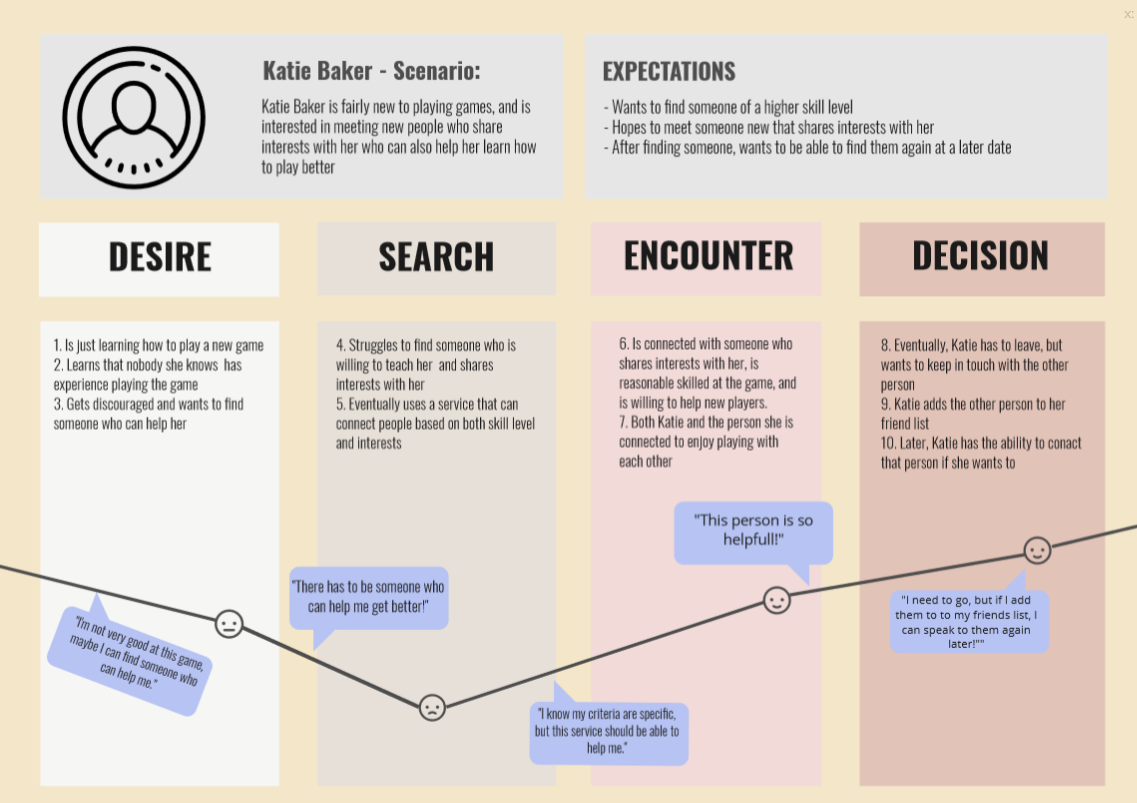 x:
Katie Baker - Scenario:
Katie Baker is fairly new to playing games, and is
interested in meeting new people who share
interests with her who can also help her learn how
to play better
EXPECTATIONS
- Wants to find someone of a higher skill level
- Hopes to meet someone new that shares interests with her
- After finding someone, wants to be able to find them again at a later date
DESIRE
SEARCH
ENCOUNTER
DECISION
1. Is just learning how to play a new game
2. Learns that nobody she knows has
experience playing the game
3. Gets discouraged and wants to find
someone who can help her
4. Struggles to find someone who is
willing to teach her and shares
interests with her
5. Eventually uses a service that can
connect people based on both skill level
and interests
6. Is connected with someone who
shares interests with her, is
reasonable skilled at the game, and
is willing to help new players.
7. Both Katie and the person she is
connected to enjoy playing with
each other
8. Eventually, Katie has to leave, but
wants to keep in touch with the other
person
9. Katie adds the other person to her
friend list
10. Later, Katie has the ability to conact
that person if she wants to
"I'm not very good at this game,
maybe I can find someone who
can help me."
"There has to be someone who
can help me get better!"
"I know my criteria are specific,
but this service should be able to
help me."
"This person is so
helpfull!"
"I need to go, but if I add
them to to my friends list, I
can speak to them again
later!""